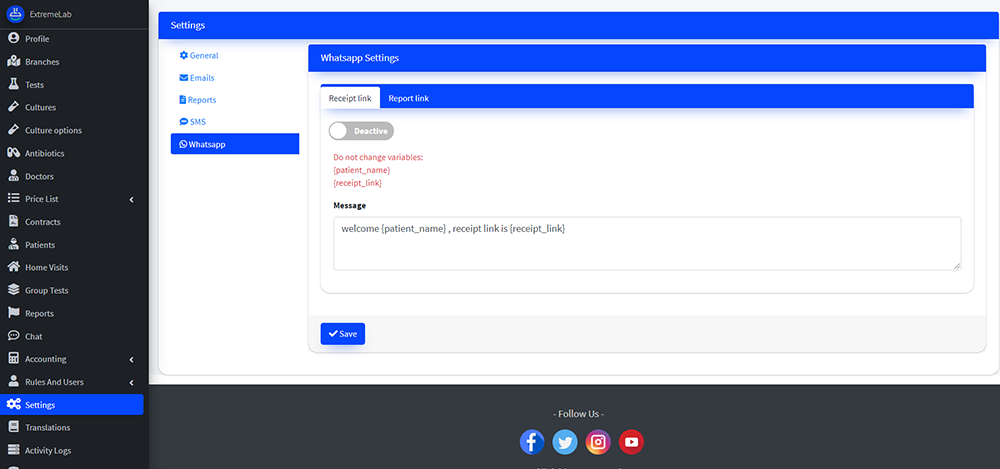 ExtremeLab
Profile
Branches
Tests
Cultures
Culture options
Antibiotics
Doctors
Price List
Contracts
Patients
Home Visits
Group Tests
Reports
Chat
Accounting
Rules And Users
Settings
Translations
Activity Logs
Settings
General
Emails
Reports
SMS
Whatsapp
Whatsapp Settings
Receipt link Report link
Deactive
Do not change variables:
{patient_name}
{receipt_link}
Message
welcome {patient_name} , receipt link is {receipt_link}
Save
- Follow Us -